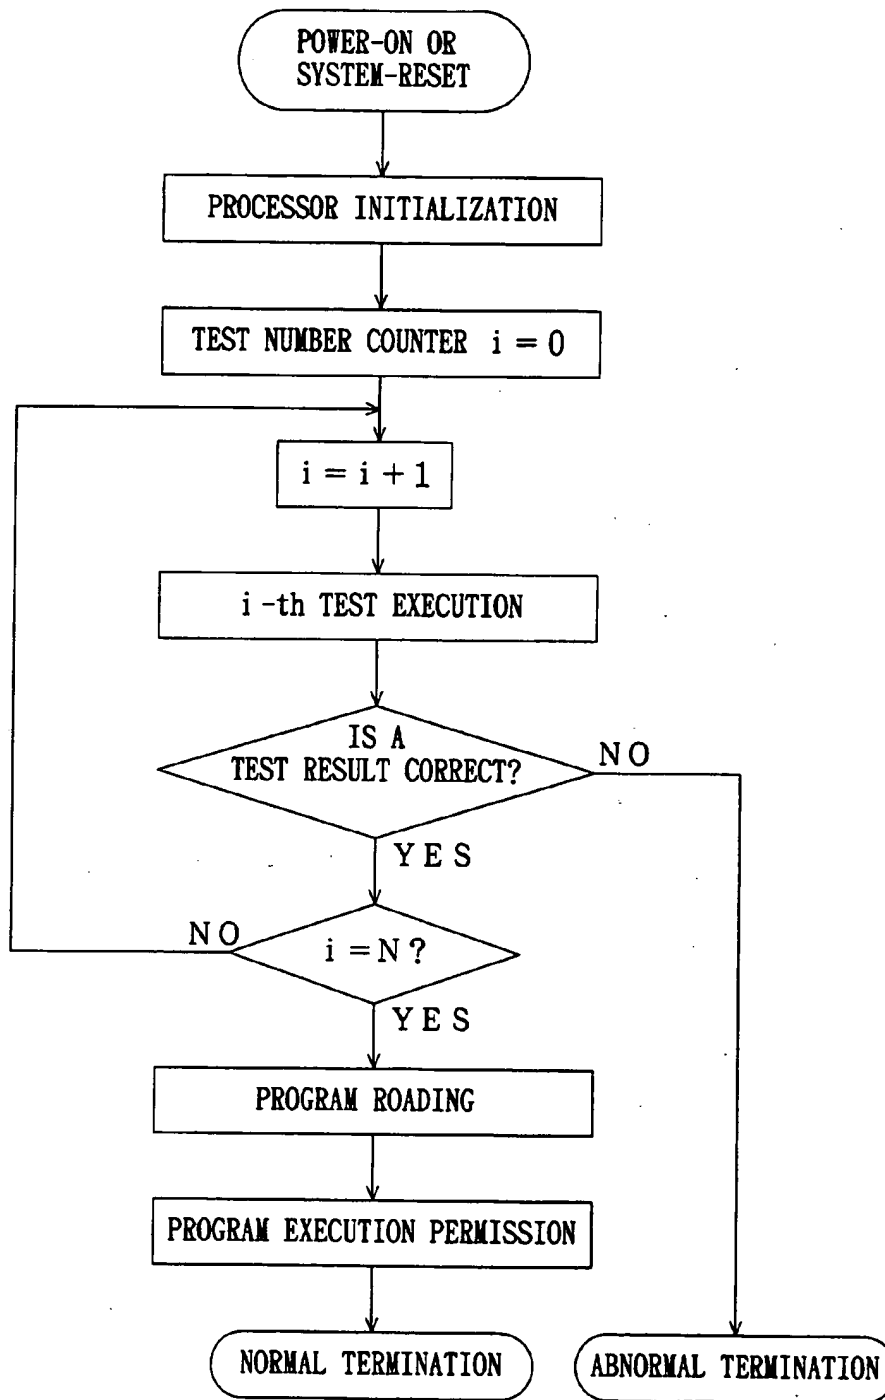 POWER-ON OR
SYSTEM-RESET
PROCESSOR INITIALIZATION
TEST NUMBER COUNTER i = 0
i = i + 1
i -th TEST EXECUTION
IS A
TEST RESULT CORRECT?
NO
YES
NO
i = N ?
YES
PROGRAM ROADING
PROGRAM EXECUTION PERMISSION
NORMAL TERMINATION
ABNORMAL TERMINATION